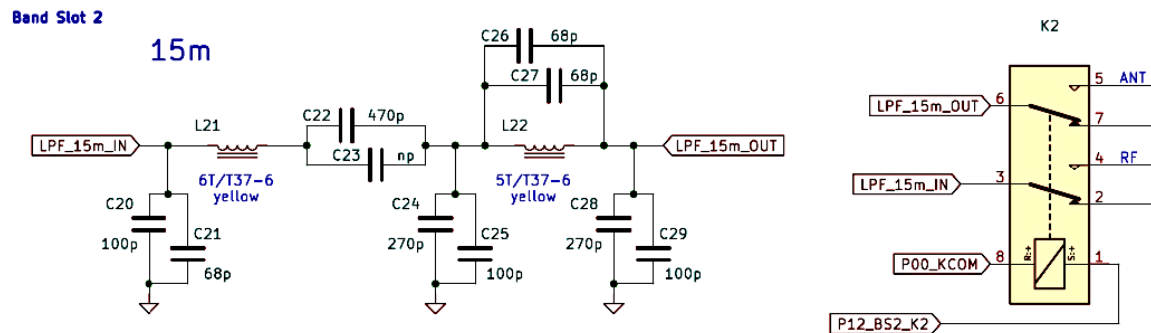 Band Slot 2
15m
C26
68p
C27
68p
L21
C22
470p
L22
LPF_15m_IN
C23
np
LPF_15m_OUT
6T/T37-6
yellow
5T/T37-6
yellow
C20
100p
C21
68p
C24
270p
C25
100p
C28
270p
C29
100p
K2
5
ANT
LPF_15m_OUT
6
7
4
RF
LPF_15m_IN
3
2
P00_KCOM
8
R:+
S:+
1
P12_BS2_K2